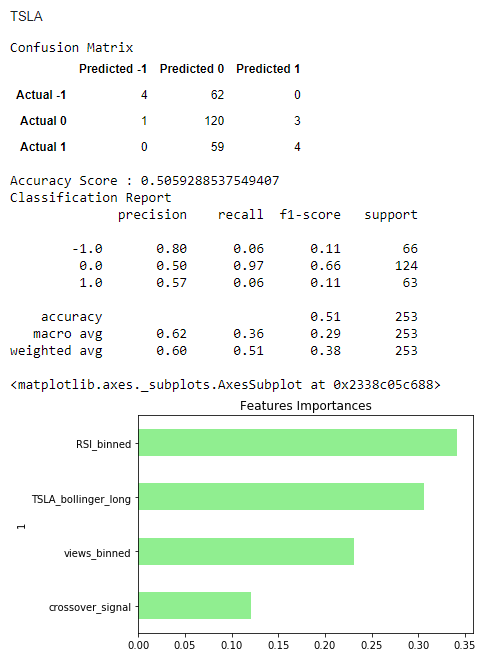 TSLA
Confusion Matrix
Predicted -1 Predicted 0 Predicted 1
Actual -1 4 62 0
Actual 0 1 120 3
Actual 1 0 59 4
Accuracy Score : 0.5059288537549407
Classification Report
precision recall f1-score support
-1.0 0.80 0.06 0.11 66
0.0 0.50 0.97 0.66 124
1.0 0.57 0.06 0.11 63
accuracy 0.51 253
macro avg 0.62 0.36 0.29 253
weighted avg 0.60 0.51 0.38 253
<matplotlib.axes._subplots.AxesSubplot at 0x2338c05c688>
Features Importances
RSI_binned
TSLA_bollinger_long
1
views_binned
crossover_signal
0.00 0.05 0.10 0.15 0.20 0.25 0.30 0.35